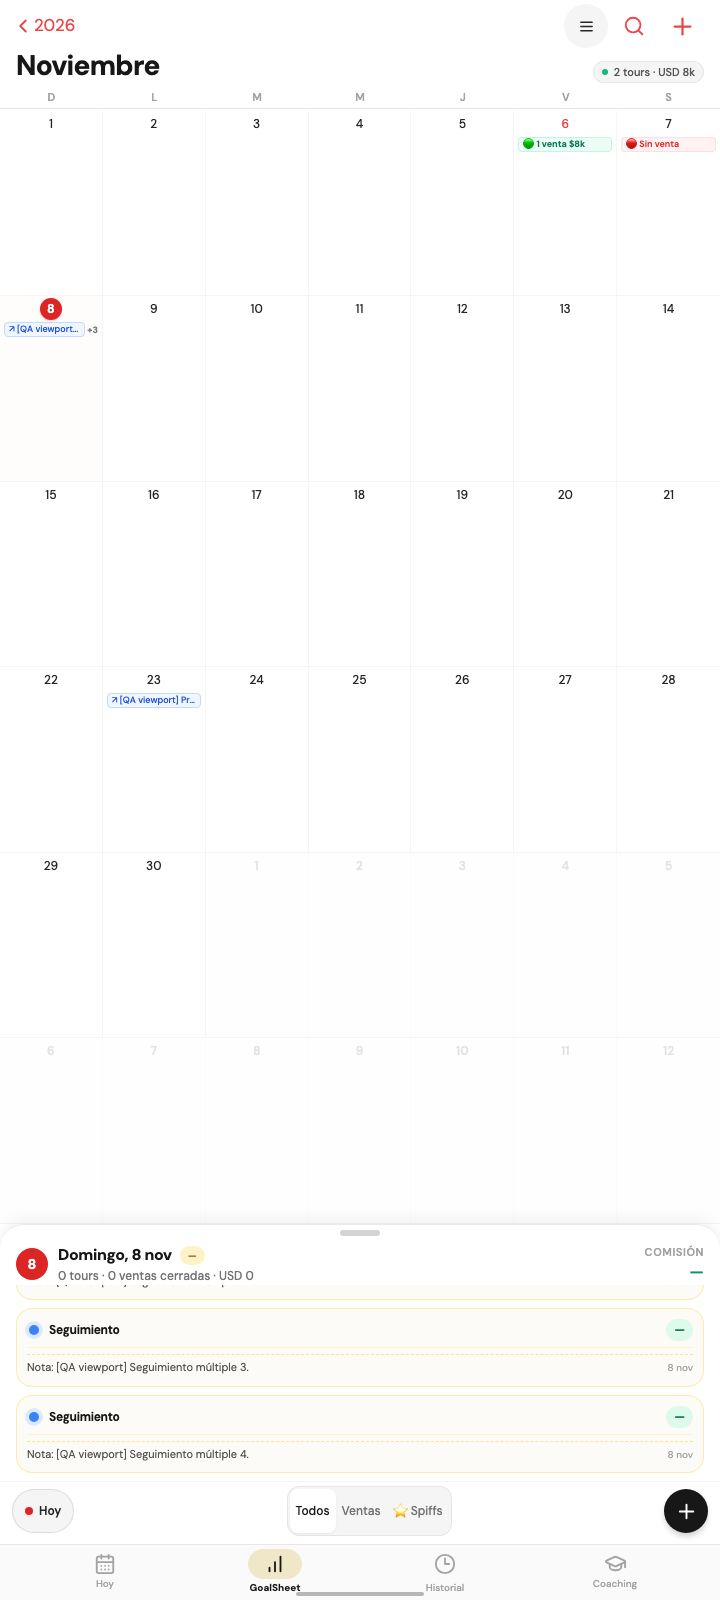 2026
Noviembre
2 tours · USD 8k
D L M M J V S
1 2 3 4 5 6 7
1 venta $8k Sin venta
8 9 10 11 12 13 14
[QA viewport... +3
15 16 17 18 19 20 21
22 23 24 25 26 27 28
[QA viewport] Pr...
29 30 1 2 3 4 5
6 7 8 9 10 11 12
8 Domingo, 8 nov – COMISIÓN
0 tours · 0 ventas cerradas · USD 0 —
Seguimiento –
Nota: [QA viewport] Seguimiento múltiple 3. 8 nov
Seguimiento –
Nota: [QA viewport] Seguimiento múltiple 4. 8 nov
Hoy Todos Ventas Spiffs
Hoy GoalSheet Historial Coaching